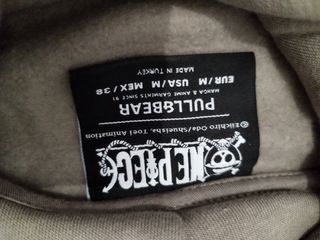 ONE PIECE
©Eiichiro Oda/Shueisha, Toei Animation
PULL&BEAR
MANGA & ANIME GARMENTS SINCE 91
EUR/M USA/M MEX/38
MADE IN TURKEY